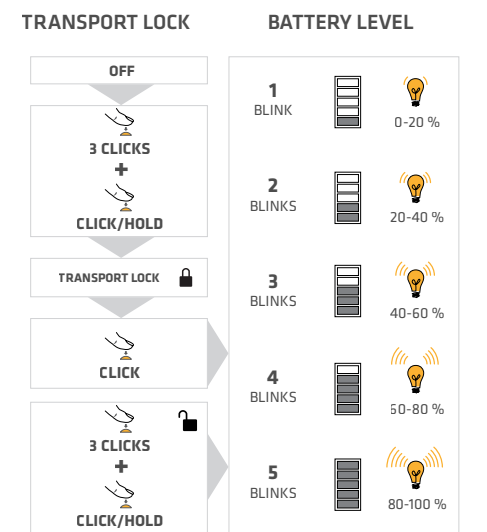 TRANSPORT LOCK
OFF
3 CLICKS
+
CLICK/HOLD
TRANSPORT LOCK
CLICK
3 CLICKS
+
CLICK/HOLD
BATTERY LEVEL
1
BLINK
0-20 %
2
BLINKS
20-40 %
3
BLINKS
40-60 %
4
BLINKS
60-80 %
5
BLINKS
80-100 %